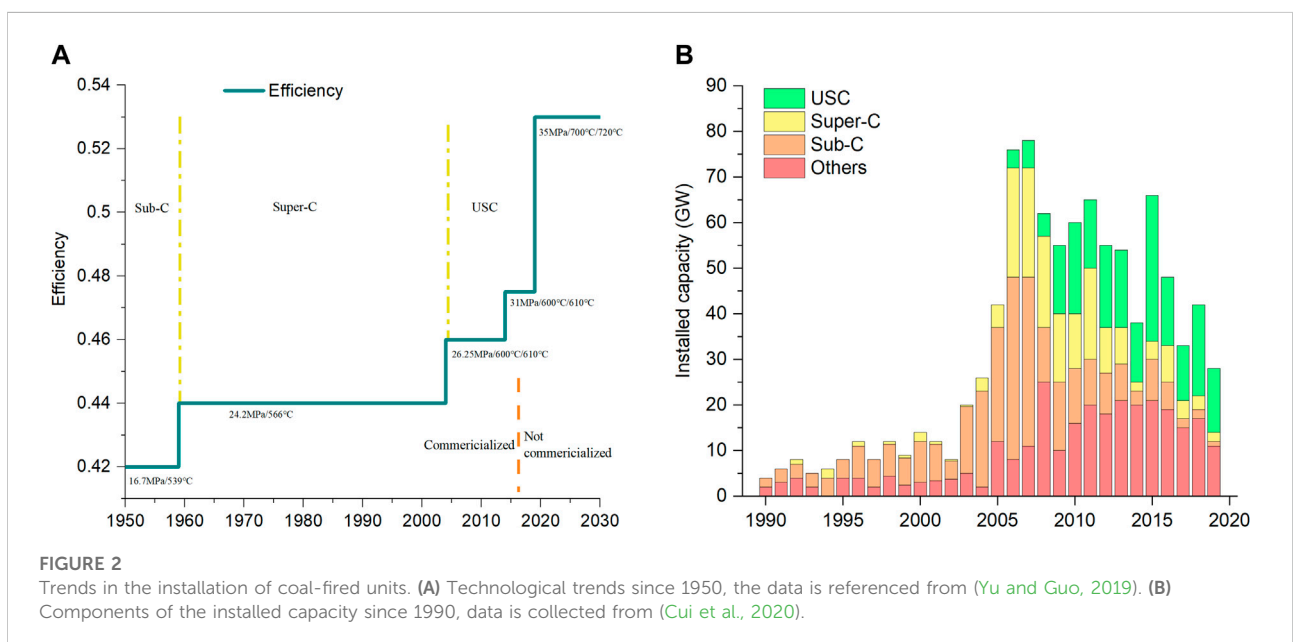 A
Efficiency
0.54
0.52
0.5
0.48
0.46
0.44
0.42
Efficiency
Sub-C
Super-C
USC
35MPa/700°C/720°C
31MPa/600°C/610°C
26.25MPa/600°C/610°C
24.2MPa/566°C
16.7MPa/539°C
Commericialized
Not
commericialized
1950 1960 1970 1980 1990 2000 2010 2020 2030
B
Installed capacity (GW)
90
80
70
60
50
40
30
20
10
0
USC
Super-C
Sub-C
Others
1990 1995 2000 2005 2010 2015 2020
FIGURE 2
Trends in the installation of coal-fired units. (A) Technological trends since 1950, the data is referenced from (Yu and Guo, 2019). (B)
Components of the installed capacity since 1990, data is collected from (Cui et al., 2020).